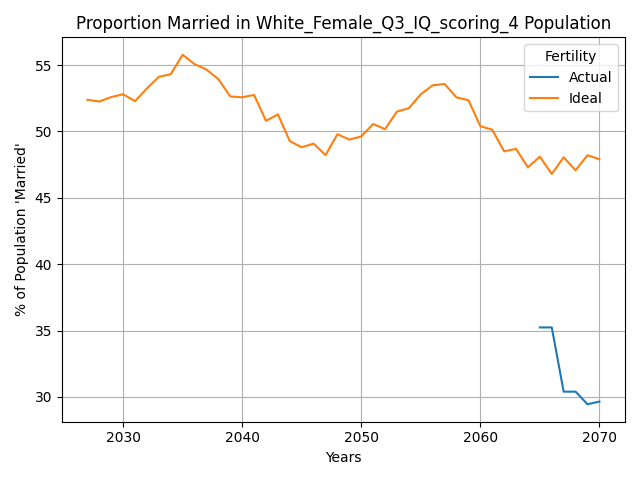 Proportion Married in White_Female_Q3_IQ_scoring_4 Population
Fertility
Actual
Ideal
% of Population 'Married'
55
50
45
40
35
30
2030 2040 2050 2060 2070
Years